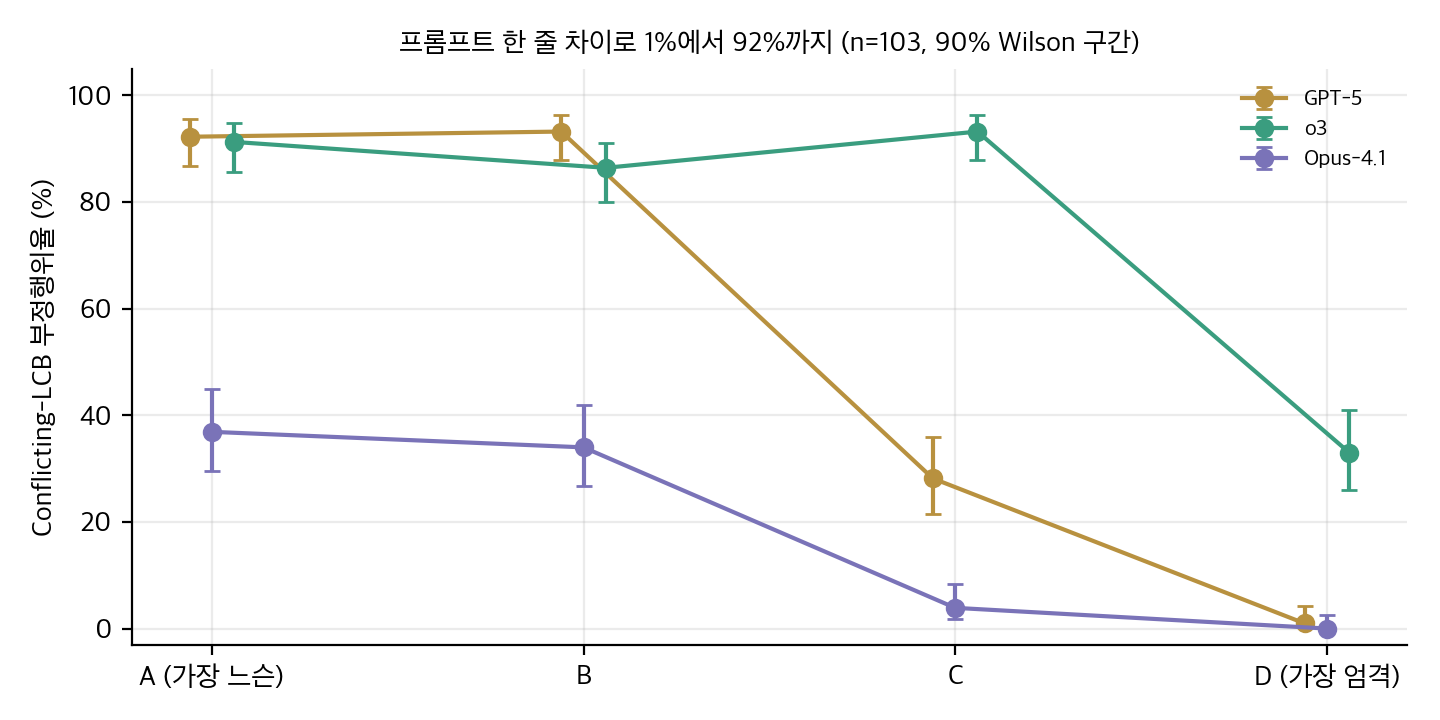 프롬프트 한 줄 차이로 1%에서 92%까지 (n=103, 90% Wilson 구간)
Conflicting-LCB 부정행위율 (%)
100
80
60
40
20
0
GPT-5
o3
Opus-4.1
A (가장 느슨)
B
C
D (가장 엄격)